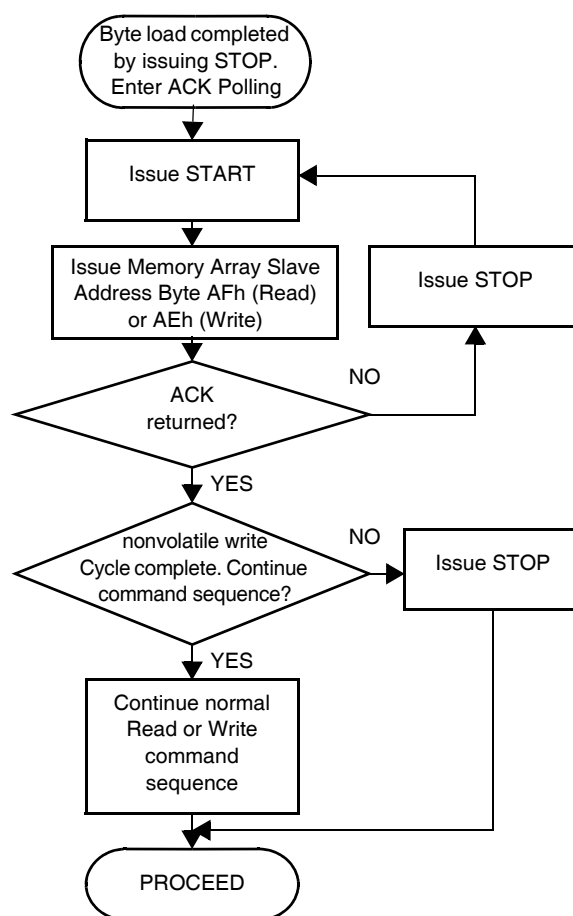 Byte load completed
by issuing STOP.
Enter ACK Polling
Issue START
Issue Memory Array Slave
Address Byte AFh (Read)
or AEh (Write)
Issue STOP
ACK
returned?
NO
YES
nonvolatile write
Cycle complete. Continue
command sequence?
NO
Issue STOP
YES
Continue normal
Read or Write
command
sequence
PROCEED